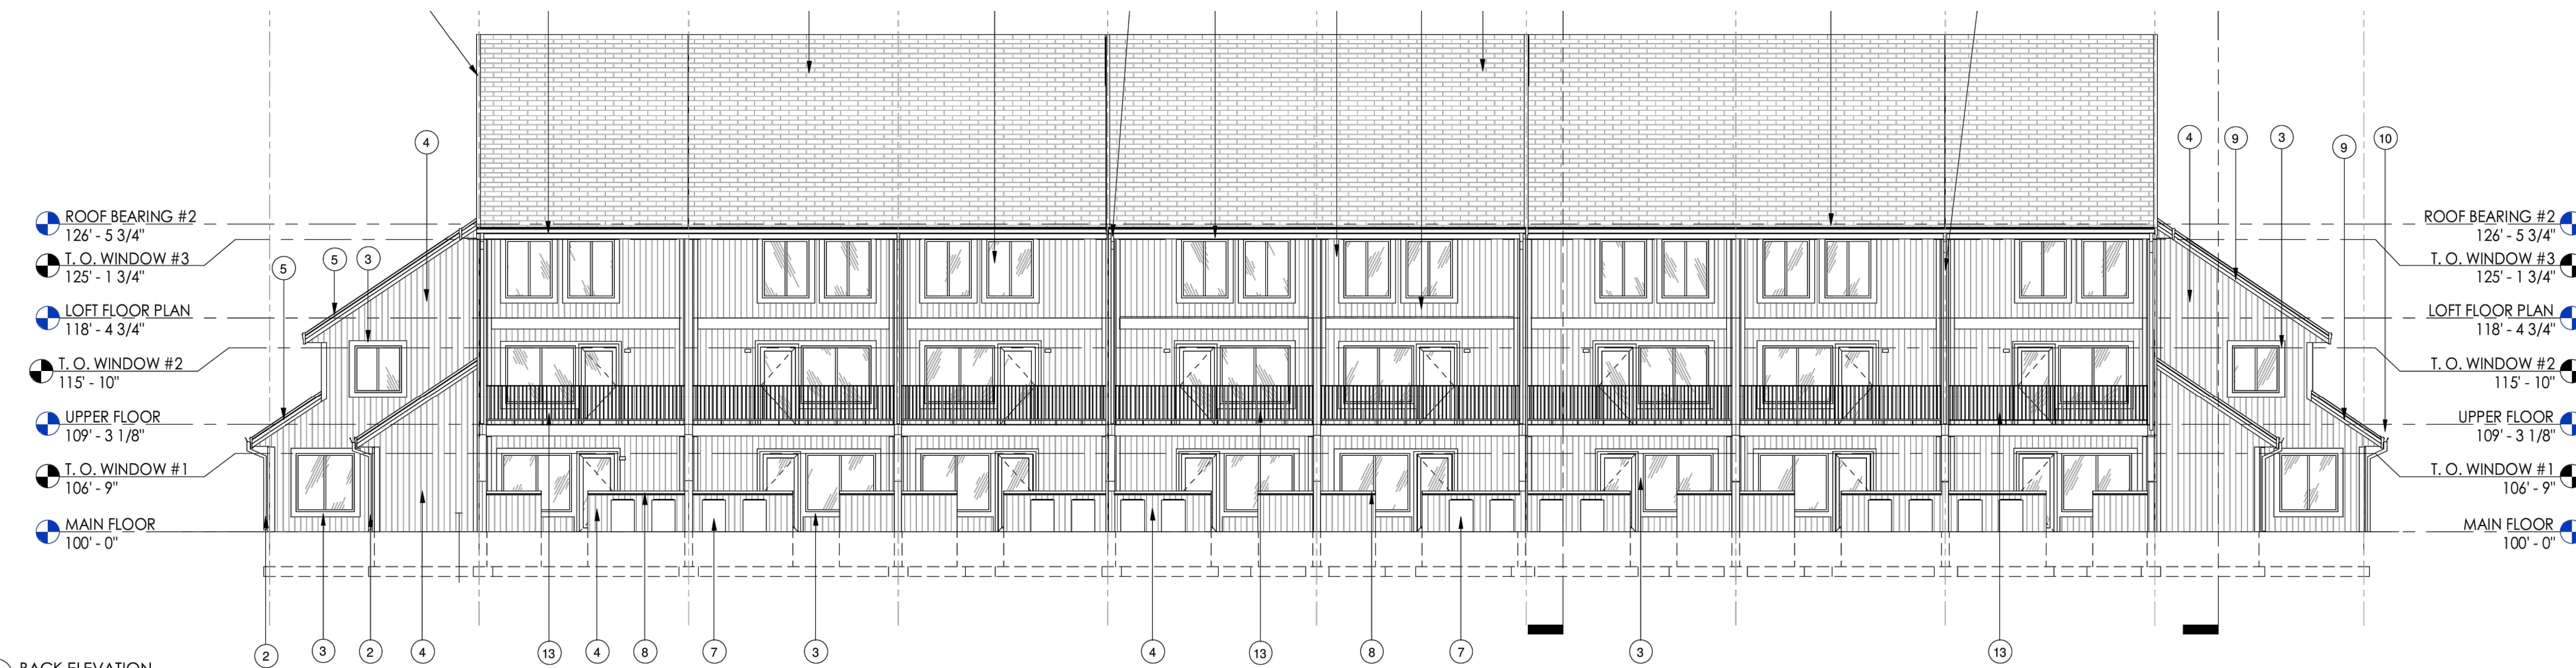 4
4
9
3
9
10
ROOF BEARING #2
126' - 5 3/4"
T. O. WINDOW #3
125' - 1 3/4"
5
5
3
LOFT FLOOR PLAN
118' - 4 3/4"
T. O. WINDOW #2
115' - 10"
UPPER FLOOR
109' - 3 1/8"
T. O. WINDOW #1
106' - 9"
MAIN FLOOR
100' - 0"
ROOF BEARING #2
126' - 5 3/4"
T. O. WINDOW #3
125' - 1 3/4"
LOFT FLOOR PLAN
118' - 4 3/4"
T. O. WINDOW #2
115' - 10"
UPPER FLOOR
109' - 3 1/8"
T. O. WINDOW #1
106' - 9"
MAIN FLOOR
100' - 0"
2
3
2
4
13
4
8
7
3
4
13
8
7
3
13
BACK ELEVATION